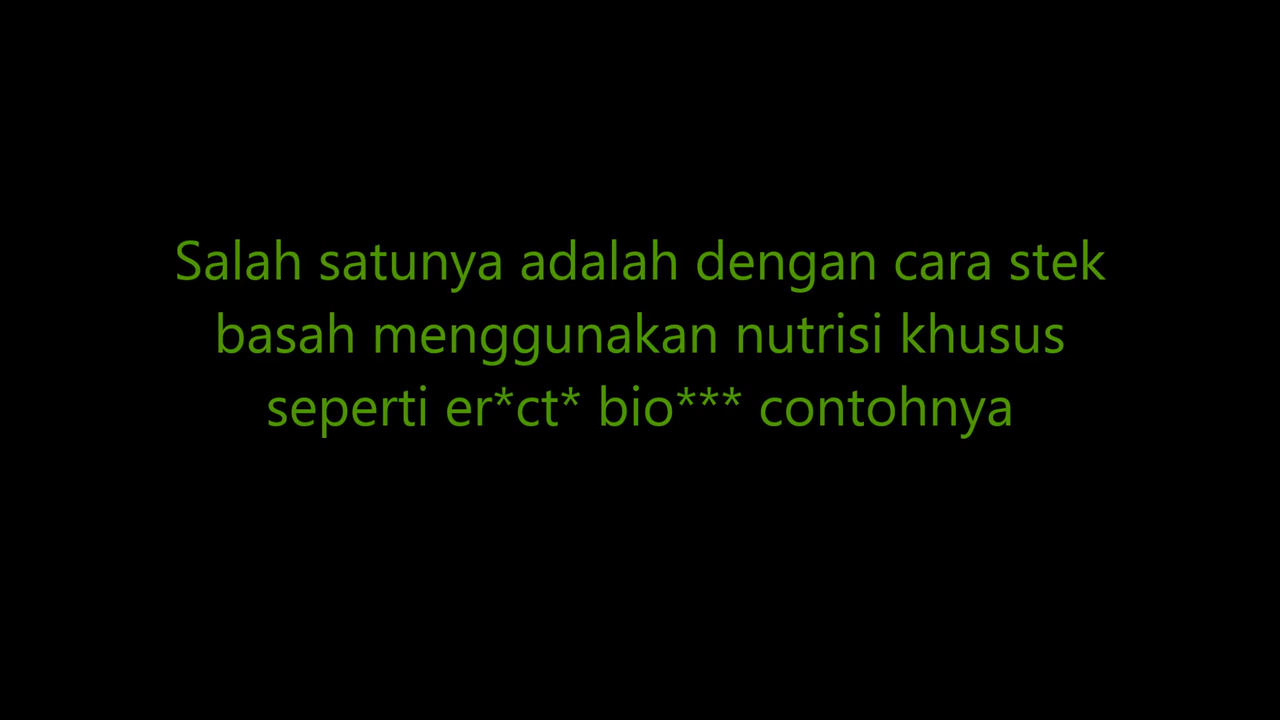 Salah satunya adalah dengan cara stek
basah menggunakan nutrisi khusus
seperti er*ct* bio*** contohnya